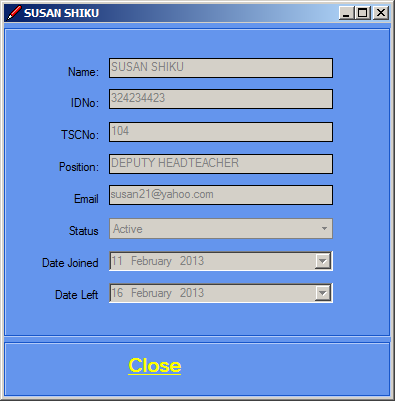 SUSAN SHIKU
Name: SUSAN SHIKU
IDNo: 324234423
TSCNo: 104
Position: DEPUTY HEADTEACHER
Email susan21@yahoo.com
Status Active
Date Joined 11 February 2013
Date Left 16 February 2013
Close